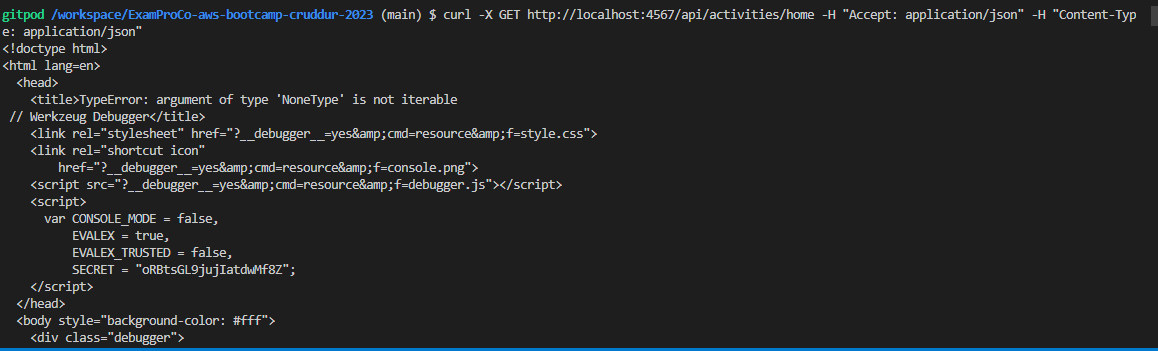 gitpod /workspace/ExamProCo-aws-bootcamp-cruddur-2023 (main) $ curl -X GET http://localhost:4567/api/activities/home -H "Accept: application/json" -H "Content-Typ
e: application/json"
<!doctype html>
<html lang=en>
  <head>
    <title>TypeError: argument of type 'NoneType' is not iterable
 // Werkzeug Debugger</title>
    <link rel="stylesheet" href="?__debugger__=yes&amp;cmd=resource&amp;f=style.css">
    <link rel="shortcut icon"
        href="?__debugger__=yes&amp;cmd=resource&amp;f=console.png">
    <script src="?__debugger__=yes&amp;cmd=resource&amp;f=debugger.js"></script>
    <script>
      var CONSOLE_MODE = false,
          EVALEX = true,
          EVALEX_TRUSTED = false,
          SECRET = "oRBtsGL9jujIatdwMf8Z";
    </script>
  </head>
  <body style="background-color: #fff">
    <div class="debugger">